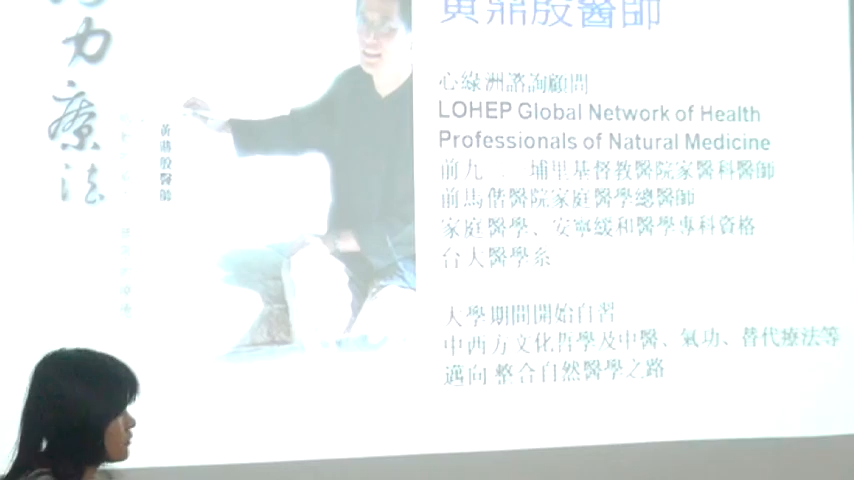 力療法
黃鼎殷醫師
黃鼎殷醫師
心綠洲諮詢顧問
LOHEP Global Network of Health
Professionals of Natural Medicine
埔里基督教醫院家醫科醫師
前馬偕醫院家庭醫學總醫師
家庭醫學、安寧緩和醫學專科資格
台大醫學系
大學期間開始自習
中西方文化哲學及中醫、氣功、替代療法等
邁向整合自然醫學之路